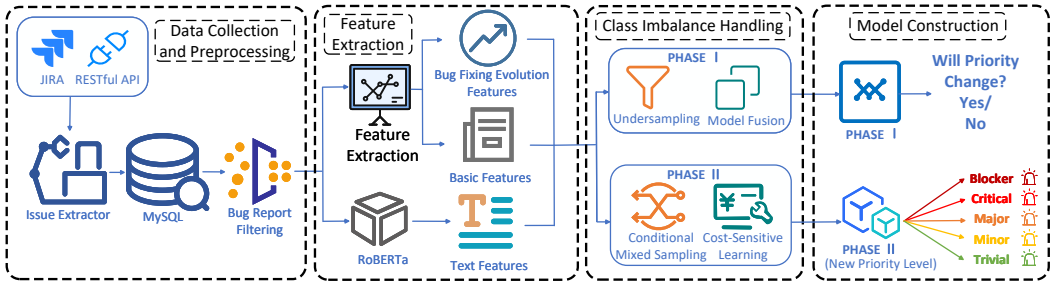 Data Collection
and Preprocessing
JIRA
RESTful API
Issue Extractor
MySQL
Bug Report
Filtering
Feature
Extraction
Feature
Extraction
RoBERTa
Bug Fixing Evolution
Features
Basic Features
Text Features
Class Imbalance Handling
PHASE I
Undersampling
Model Fusion
PHASE II
Conditional
Mixed Sampling
Cost-Sensitive
Learning
Model Construction
PHASE I
Will Priority
Change?
Yes/
No
PHASE II
(New Priority Level)
Blocker
Critical
Major
Minor
Trivial